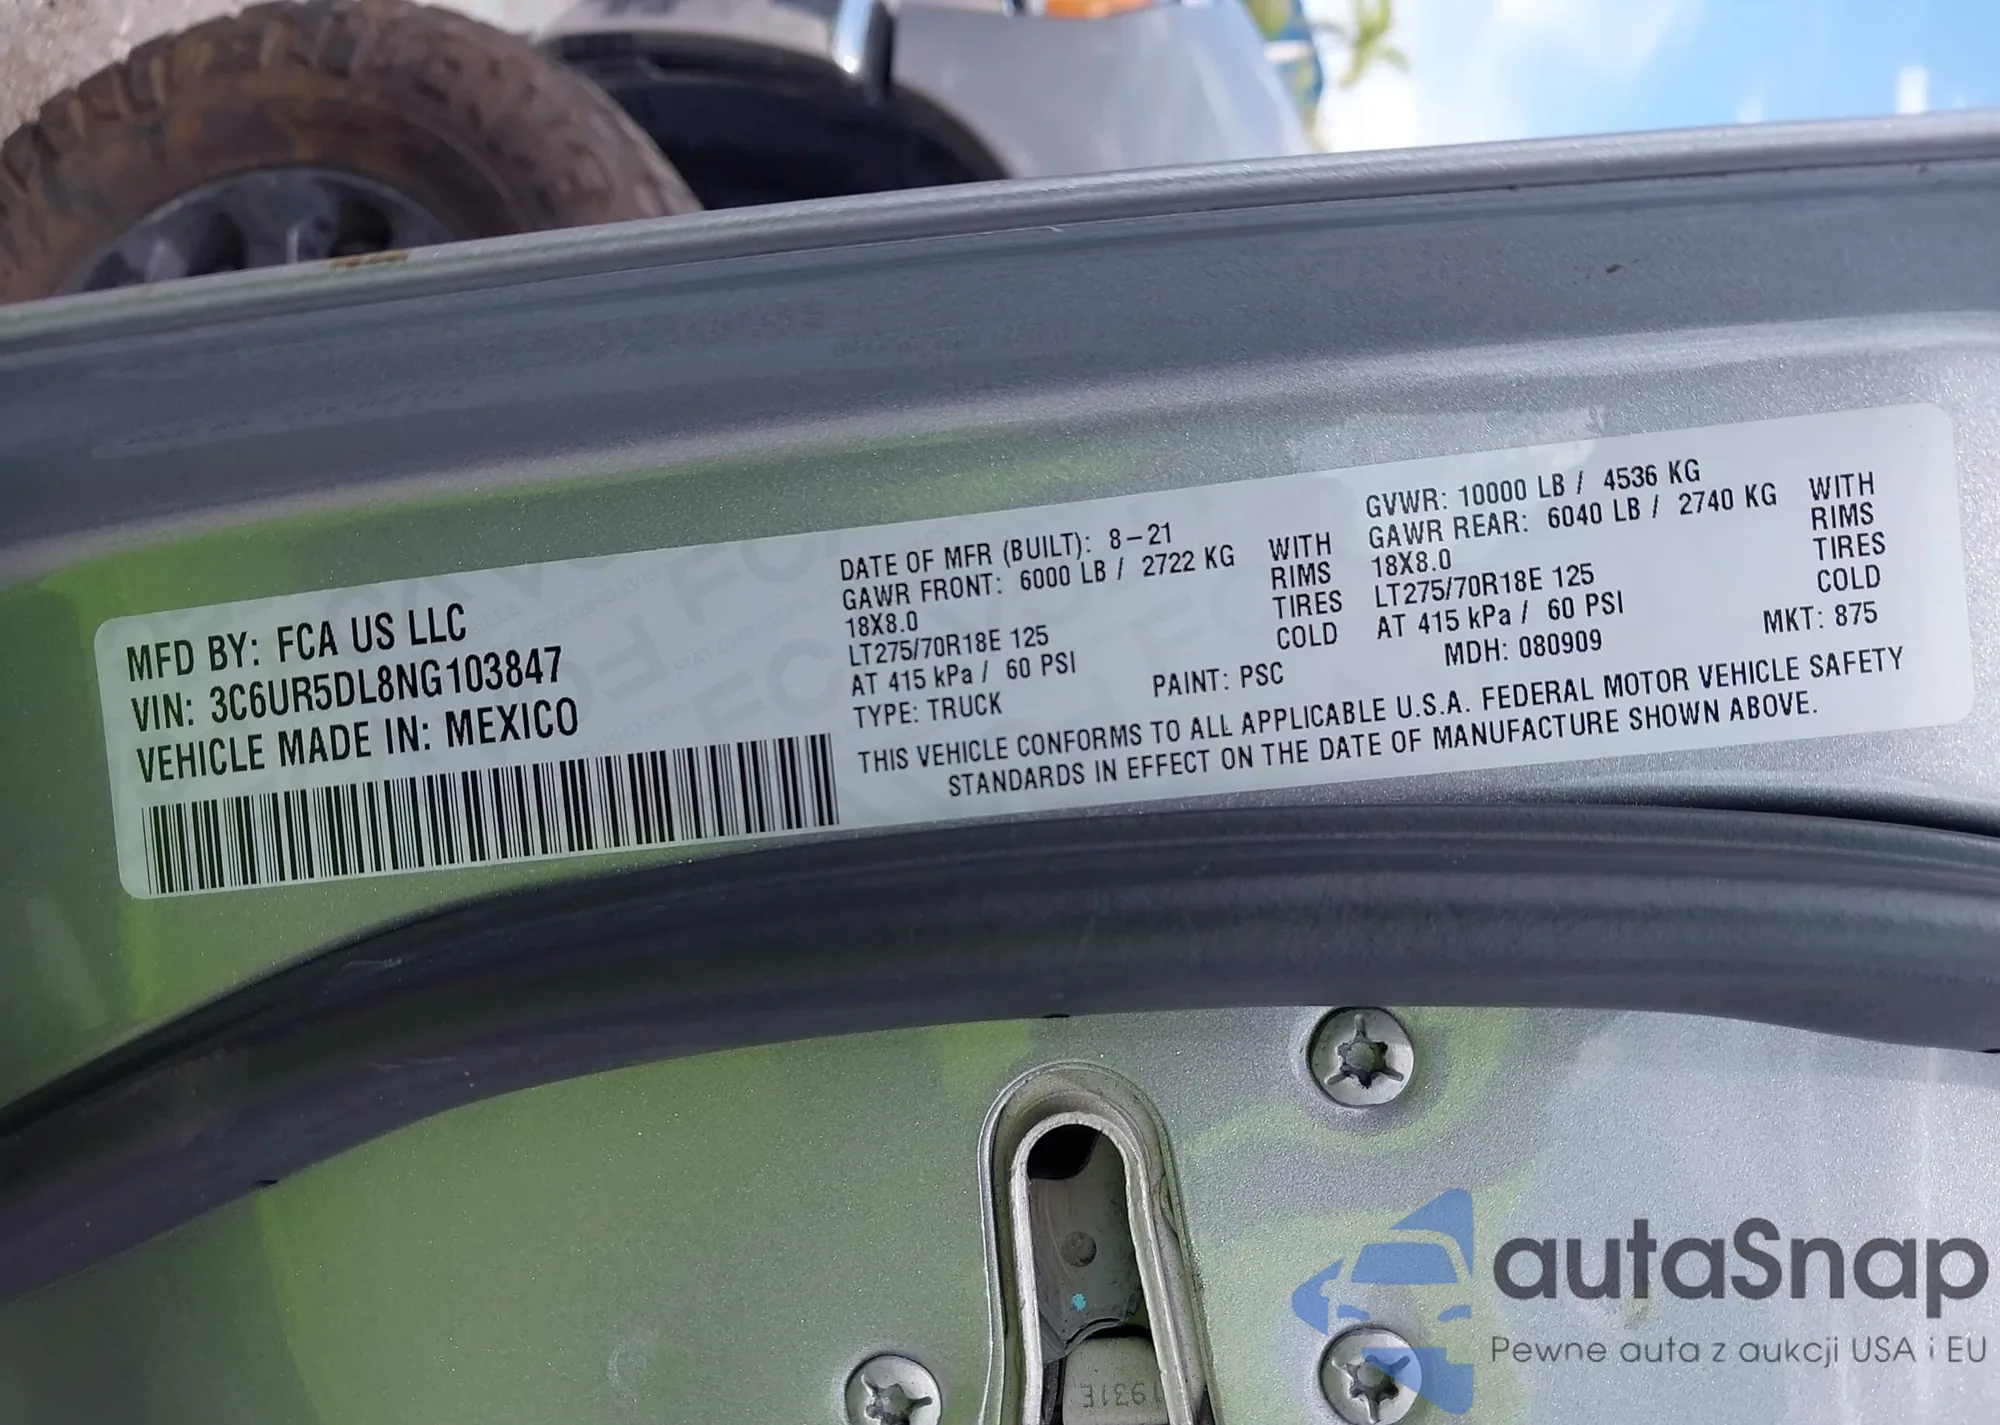 MFD BY: FCA US LLC
VIN: 3C6UR5DL8NG103847
VEHICLE MADE IN: MEXICO
DATE OF MFR (BUILT): 8-21
GAWR FRONT: 6000 LB / 2722 KG WITH
18X8.0 RIMS
LT275/70R18E 125 TIRES
AT 415 kPa / 60 PSI COLD
TYPE: TRUCK
PAINT: PSC
GVWR: 10000 LB / 4536 KG
GAWR REAR: 6040 LB / 2740 KG WITH
18X8.0 RIMS
LT275/70R18E 125 TIRES
AT 415 kPa / 60 PSI COLD
MDH: 080909 MKT: 875
THIS VEHICLE CONFORMS TO ALL APPLICABLE U.S.A. FEDERAL MOTOR VEHICLE SAFETY
STANDARDS IN EFFECT ON THE DATE OF MANUFACTURE SHOWN ABOVE.
1931E
autaSnap
Pewne auta z aukcji USA i EU